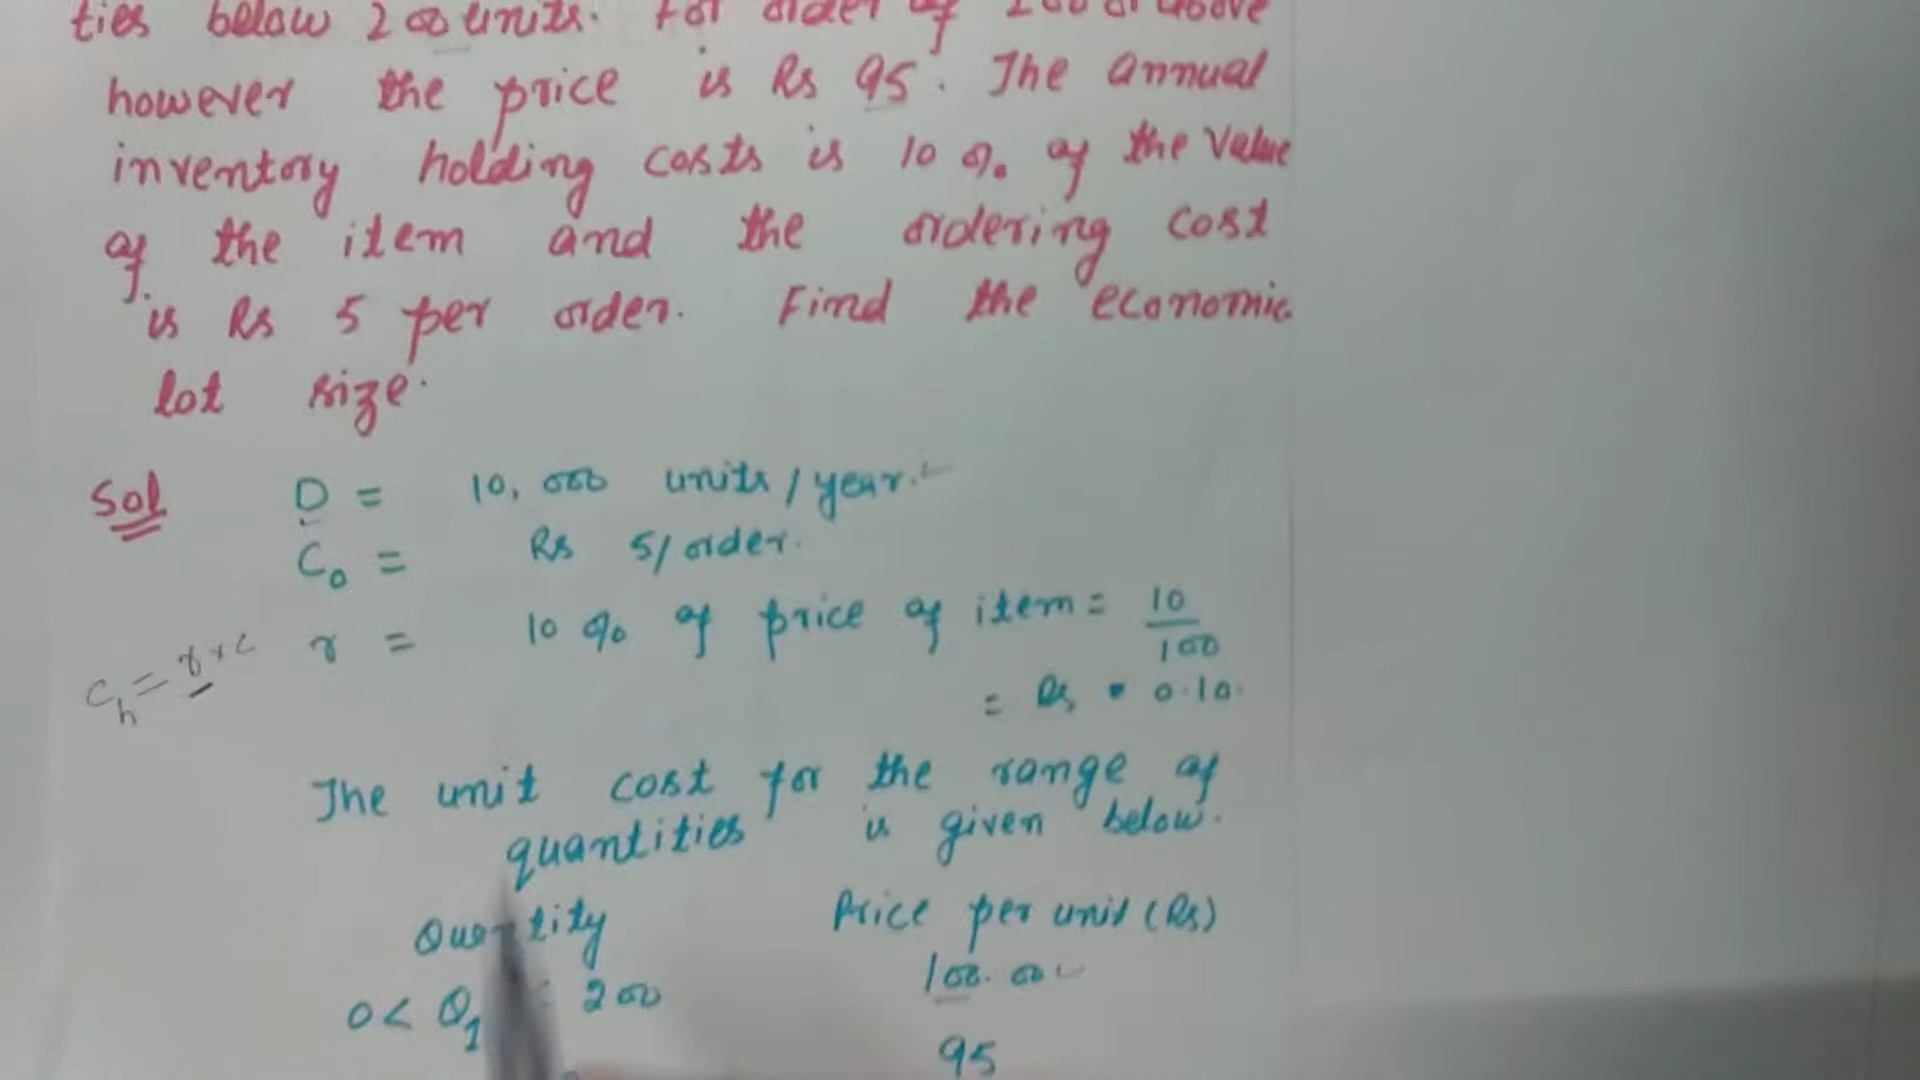 ties below 200 units. For order of 200 or above
however the price is Rs 95. The annual
inventory holding costs is 10 % of the value
of the item and the ordering cost
is Rs 5 per order. Find the economic
lot size.
Sol D = 10,000 units/year.
C0 = Rs 5/order.
r = 10 % of price of item = 10/100
Ch = r×c
= Rs 0.10.
The unit cost for the range of
quantities is given below.
Quantity Price per unit (Rs)
0< Q1 200 100.00
95